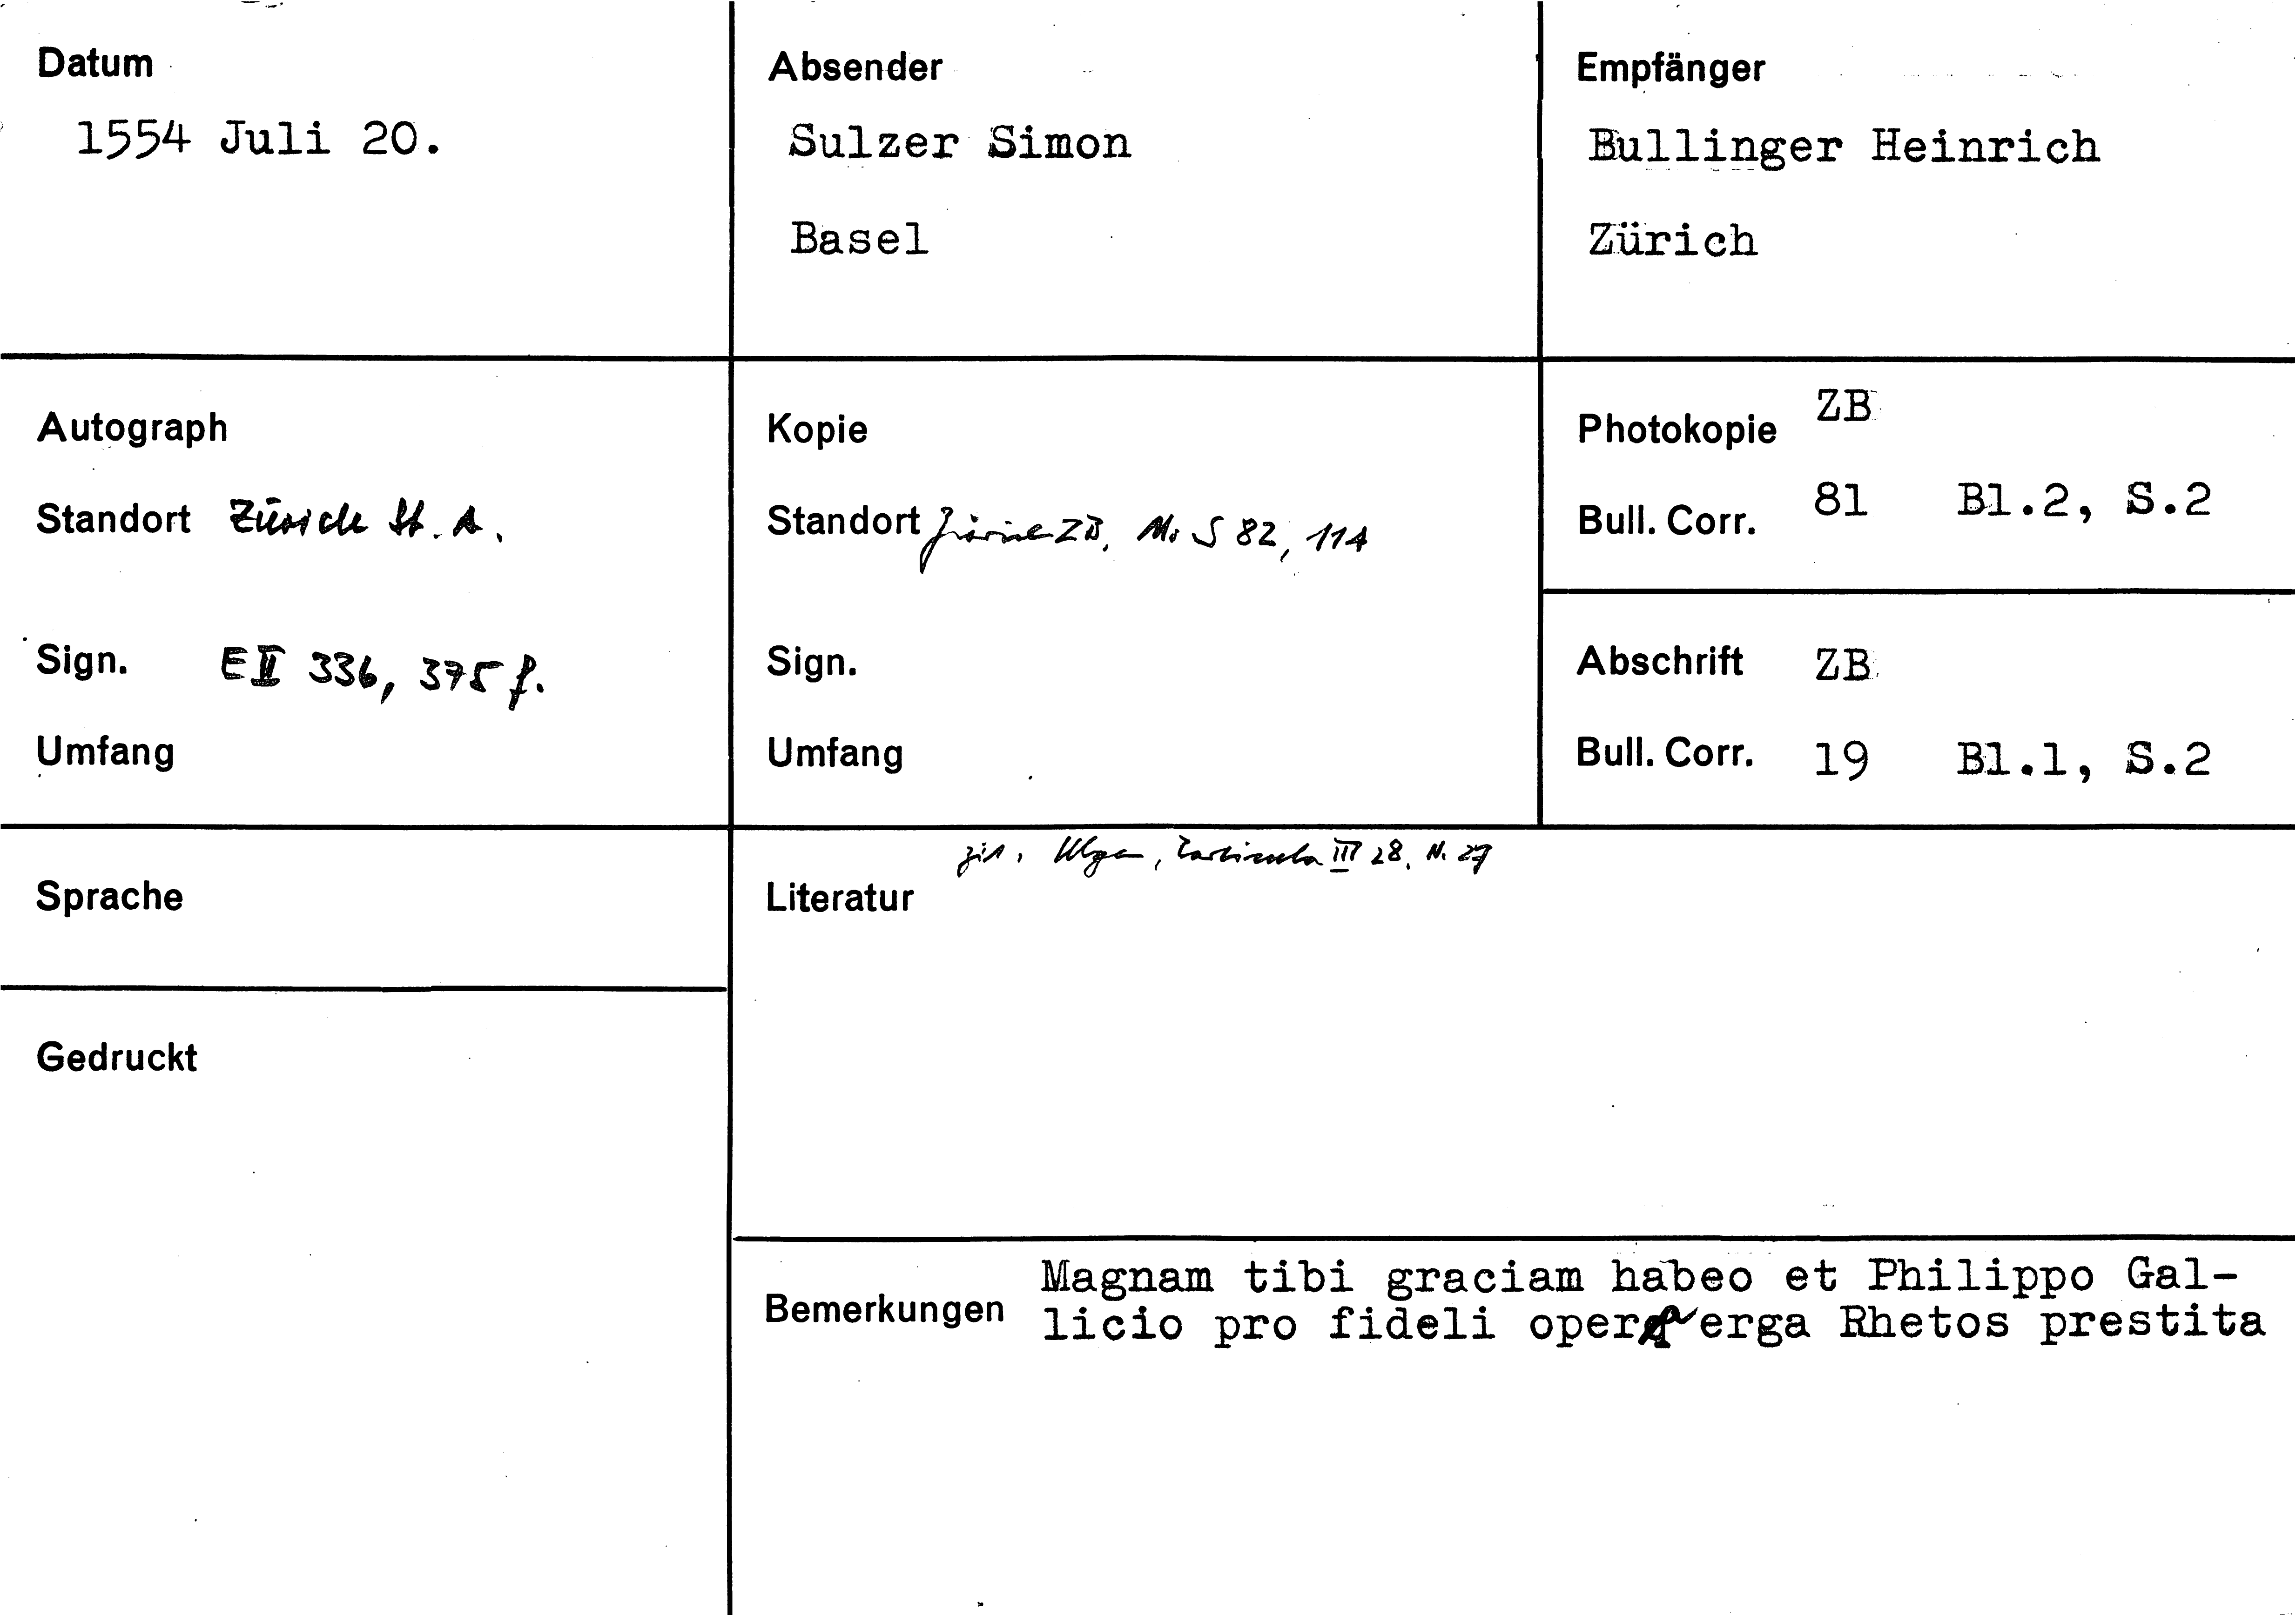 Datum
1554 Juli 20.
Absender
Sulzer Simon
Basel
Empfänger
Bullinger Heinrich
Zürich
Autograph
Standort Zürich St. A.
Sign. E II 336, 375 f.
Umfang
Kopie
Standort Zürich ZB, Ms S 82, 114
Sign.
Umfang
Photokopie ZB
Bull. Corr. 81 Bl.2, S.2
Abschrift ZB
Bull. Corr. 19 Bl.1, S.2
Sprache
Gedruckt
zit. III 28, N. 27
Literatur
Bemerkungen
Magnam tibi graciam habeo et Philippo Gal-
licio pro fideli opera erga Rhetos prestita